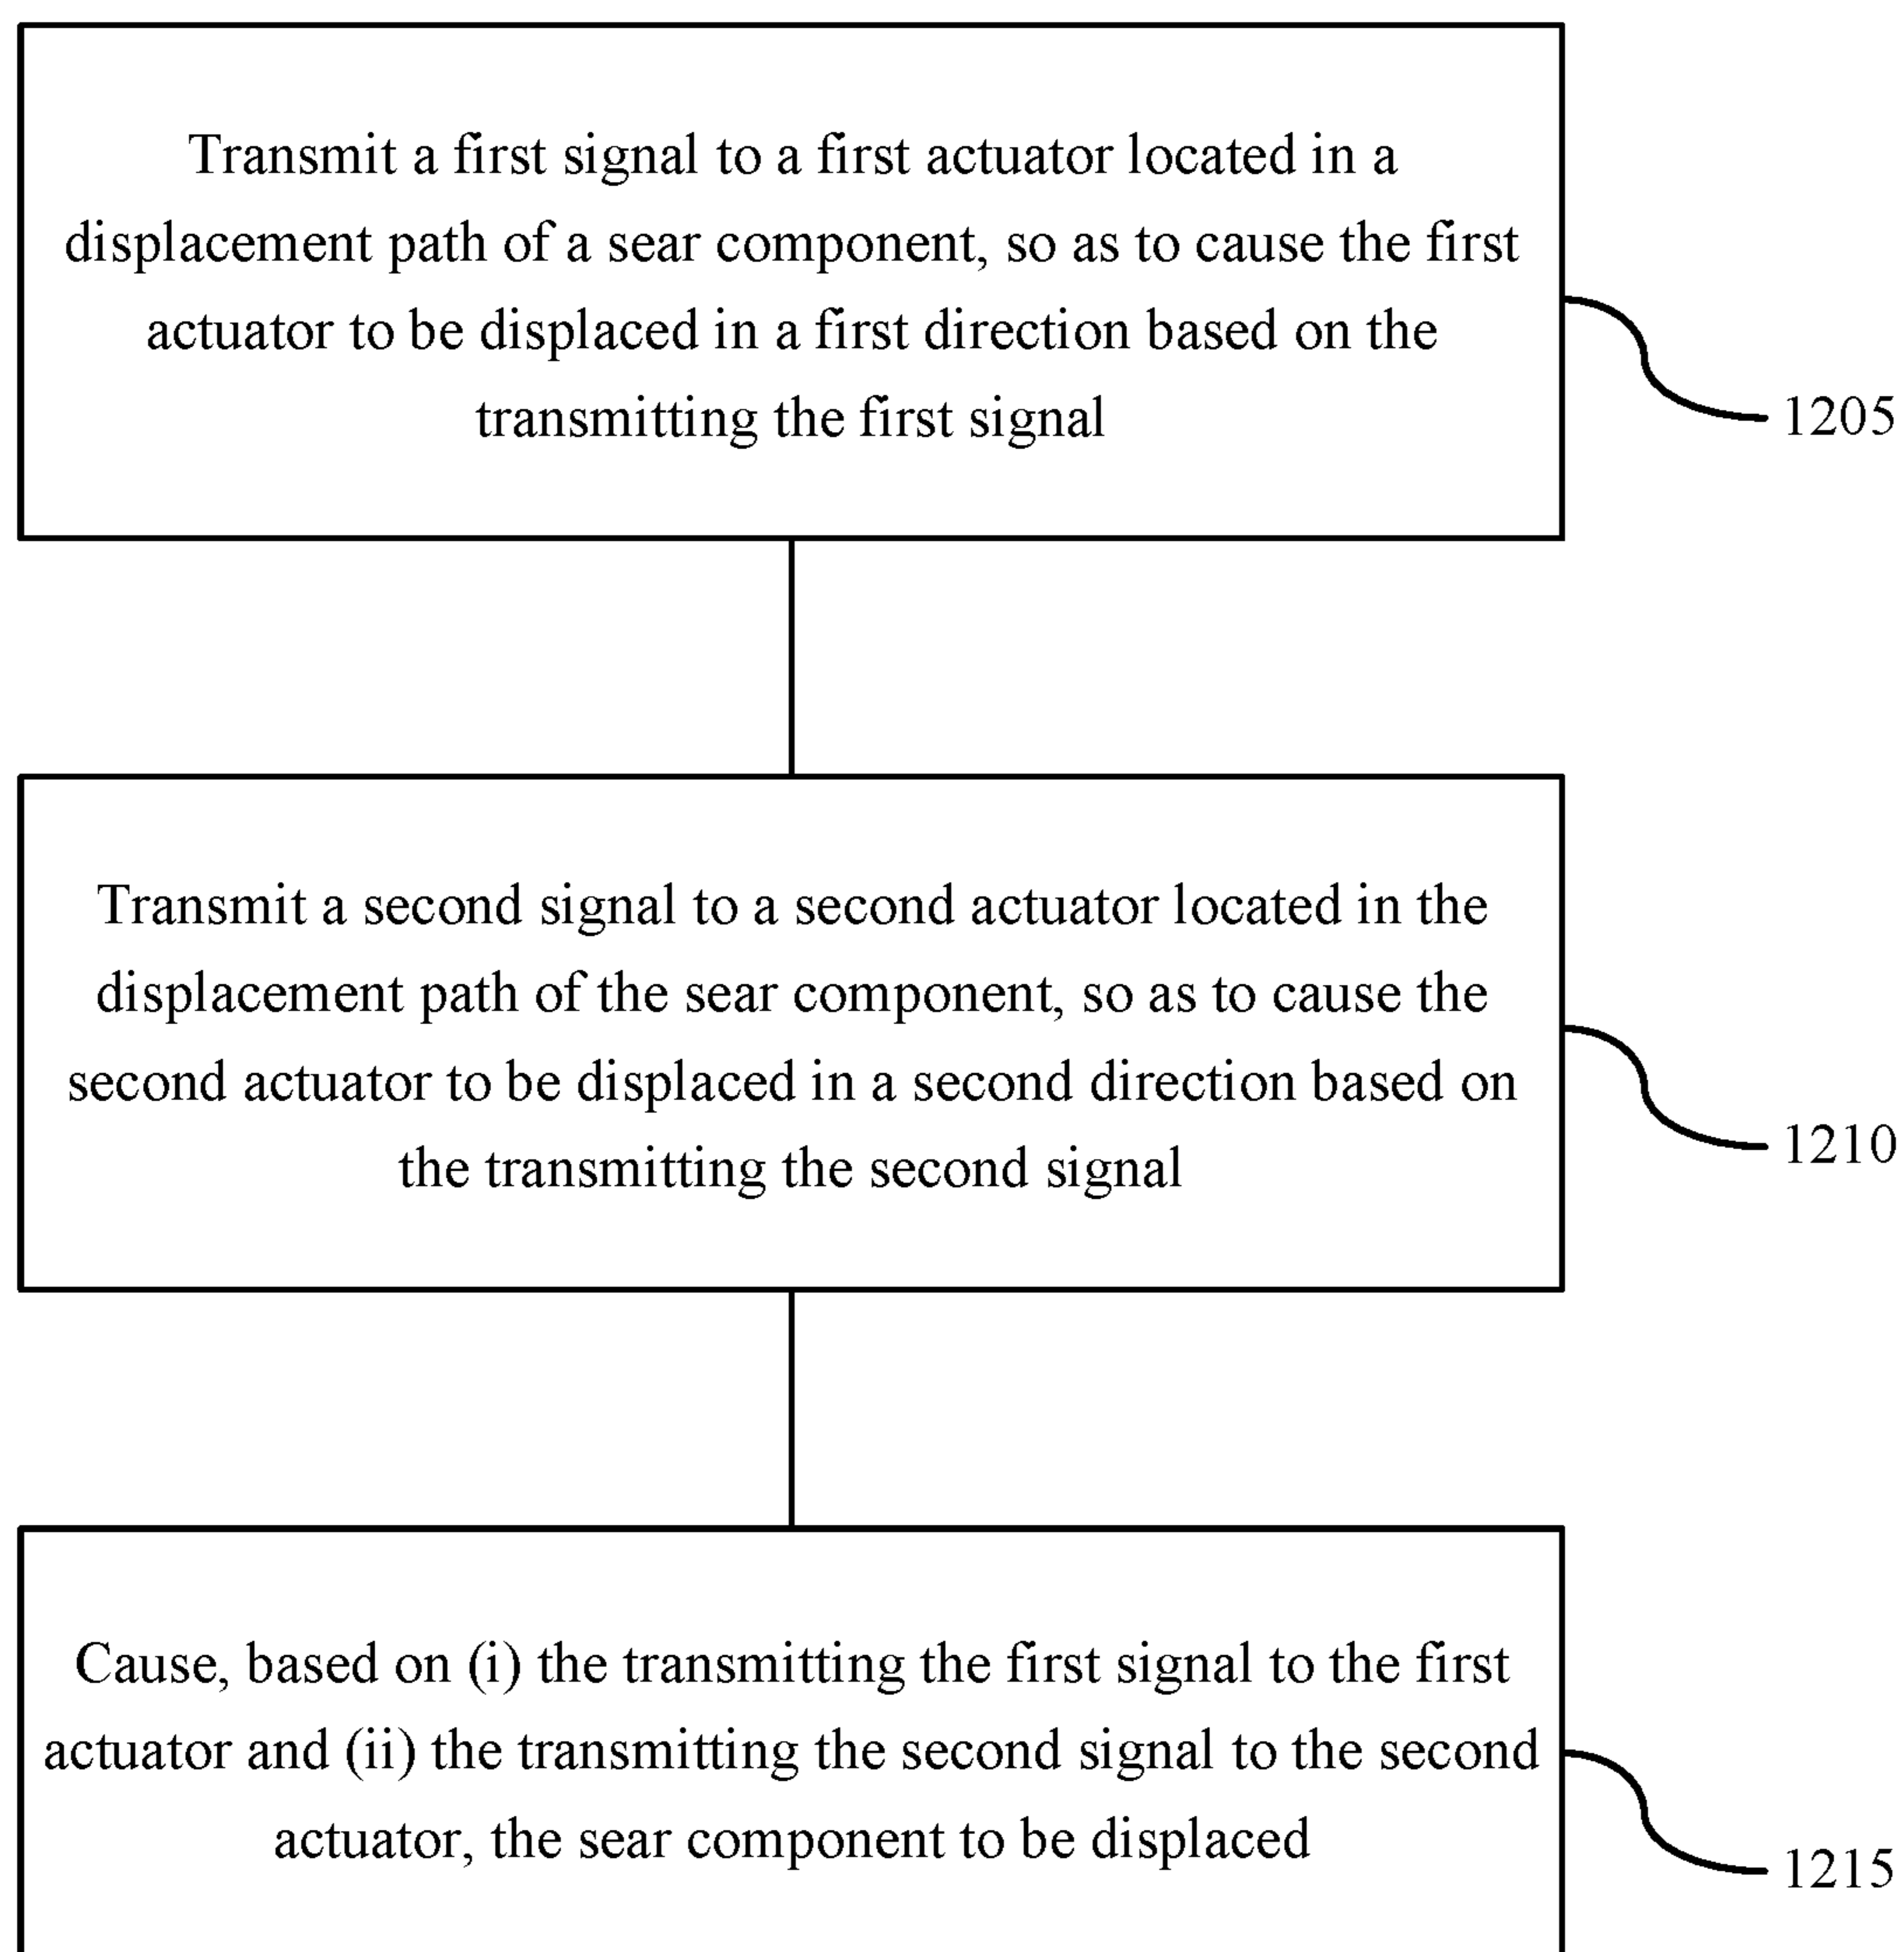 Transmit a first signal to a first actuator located in a
displacement path of a sear component, so as to cause the first
actuator to be displaced in a first direction based on the
transmitting the first signal
1205
Transmit a second signal to a second actuator located in the
displacement path of the sear component, so as to cause the
second actuator to be displaced in a second direction based on
the transmitting the second signal
1210
Cause, based on (i) the transmitting the first signal to the first
actuator and (ii) the transmitting the second signal to the second
actuator, the sear component to be displaced
1215